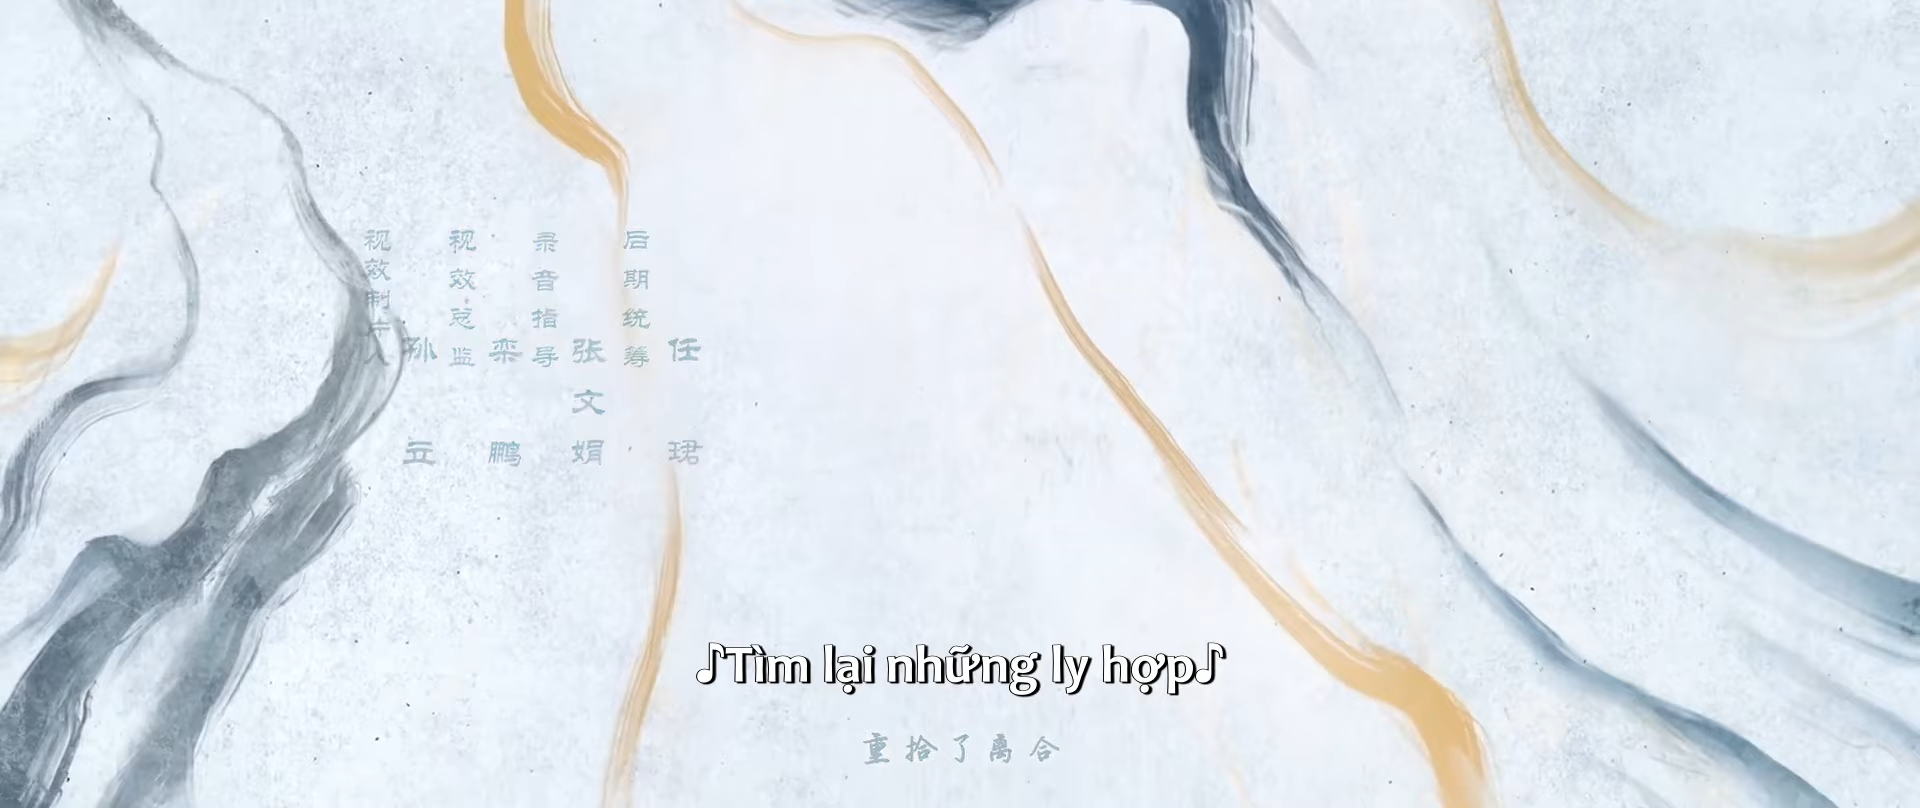 后期统筹
任珺
录音指导
张文娟
视效总监
栾鹏
视效制片人
孙立
♪Tìm lại những ly hợp♪
重拾了离合